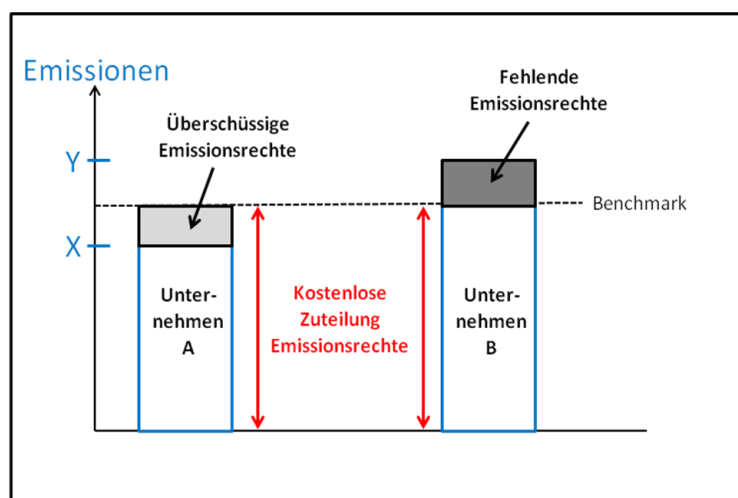 Emissionen
Überschüssige
Emissionsrechte
Fehlende
Emissionsrechte
Y
Benchmark
X
Unter-
nehmen
A
Kostenlose
Zuteilung
Emissionsrechte
Unter-
nehmen
B